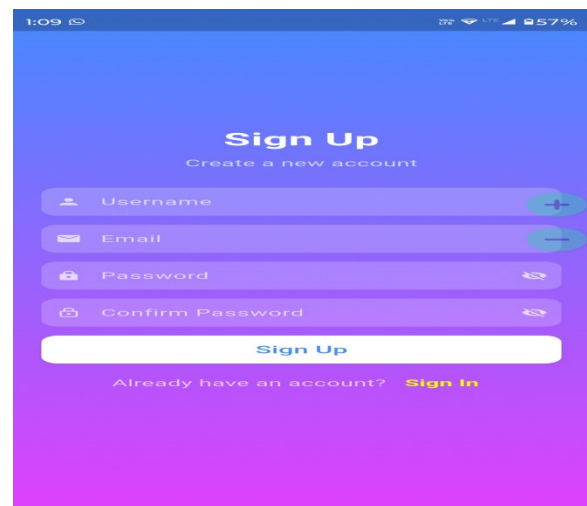 1:09 57%
Sign Up
Create a new account
Username
Email
Password
Confirm Password
Sign Up
Already have an account? Sign In